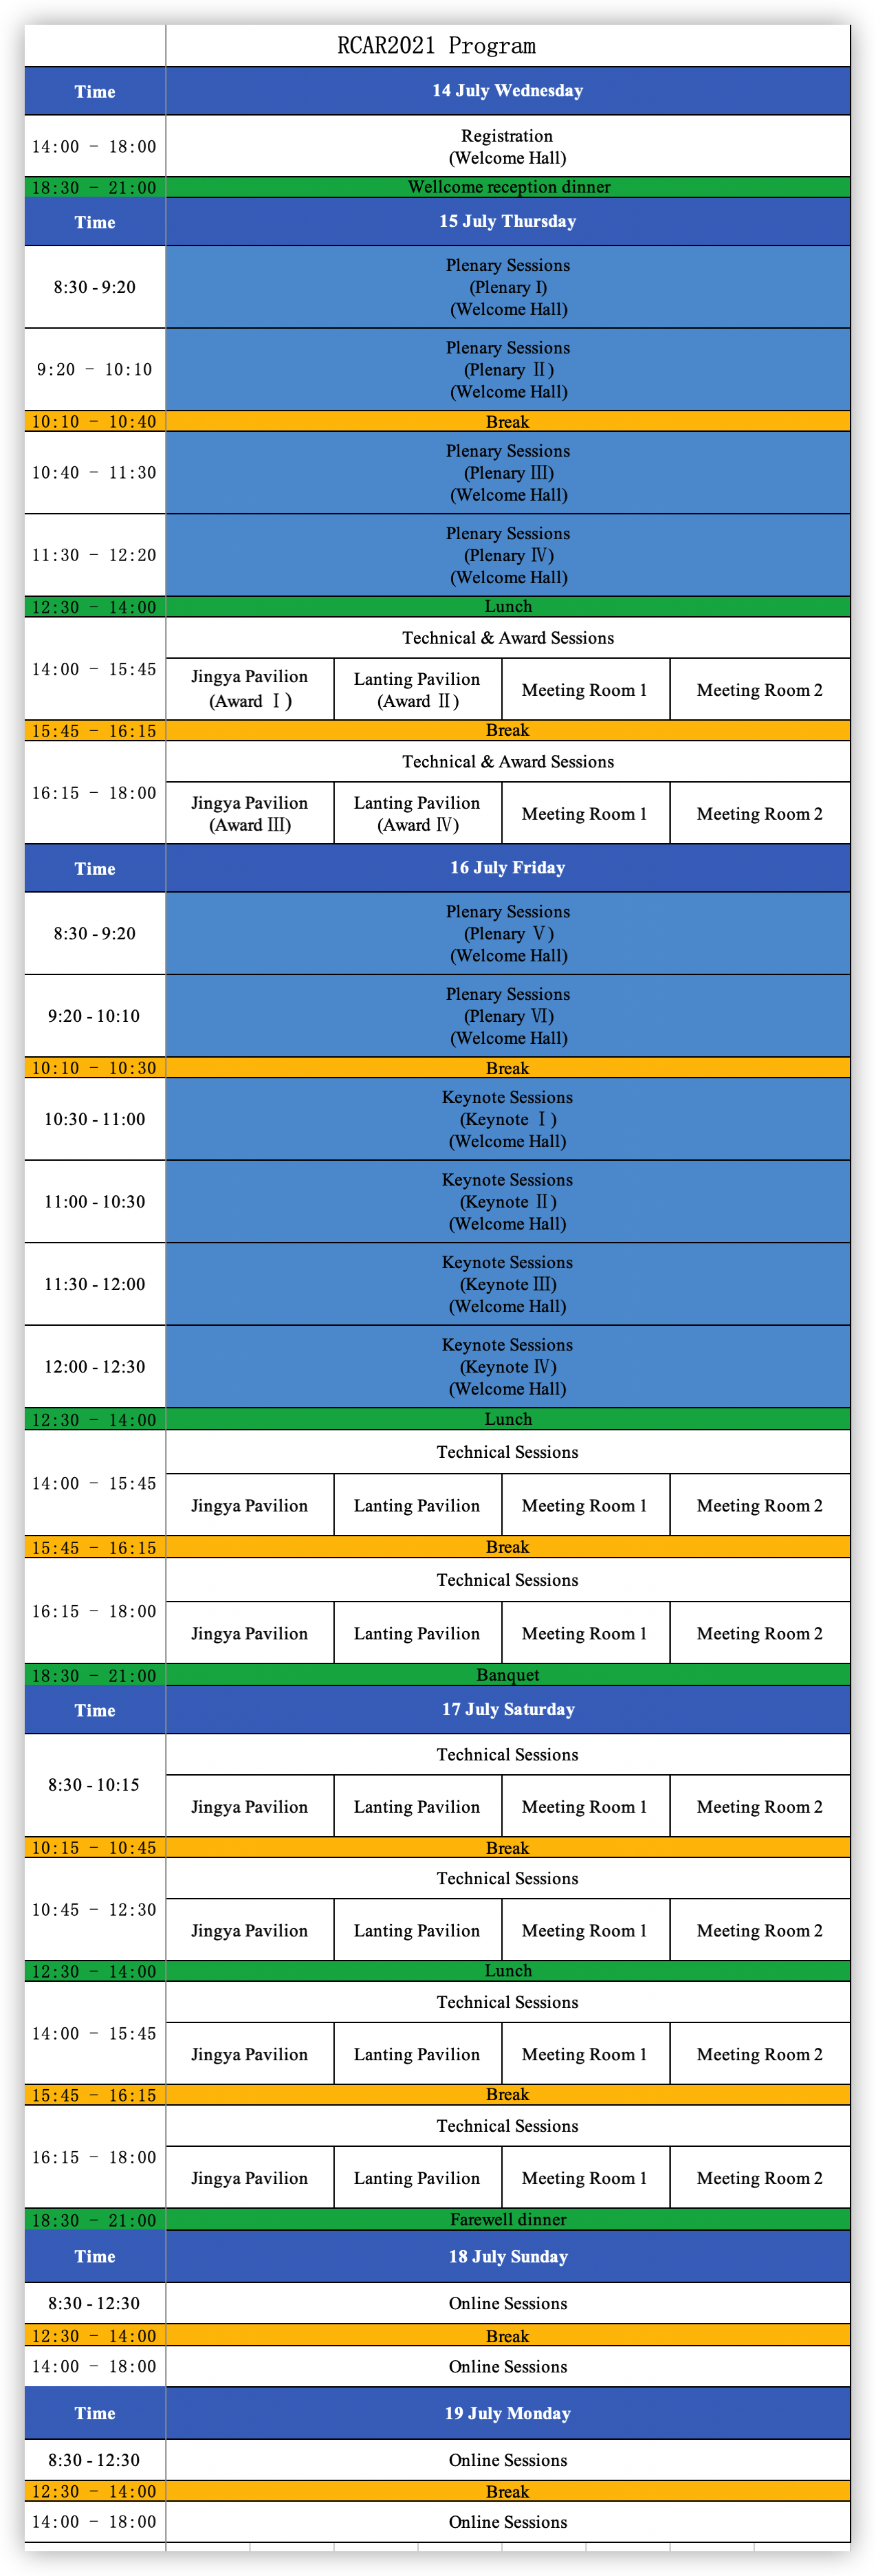 RCAR2021 Program
Time 14 July Wednesday
14:00 - 18:00 Registration
(Welcome Hall)
18:30 - 21:00 Wellcome reception dinner
Time 15 July Thursday
8:30 - 9:20 Plenary Sessions
(Plenary I)
(Welcome Hall)
9:20 - 10:10 Plenary Sessions
(Plenary Ⅱ)
(Welcome Hall)
10:10 - 10:40 Break
10:40 - 11:30 Plenary Sessions
(Plenary Ⅲ)
(Welcome Hall)
11:30 - 12:20 Plenary Sessions
(Plenary Ⅳ)
(Welcome Hall)
12:30 - 14:00 Lunch
14:00 - 15:45 Technical & Award Sessions
Jingya Pavilion (Award Ⅰ) Lanting Pavilion (Award Ⅱ) Meeting Room 1 Meeting Room 2
15:45 - 16:15 Break
16:15 - 18:00 Technical & Award Sessions
Jingya Pavilion (Award Ⅲ) Lanting Pavilion (Award Ⅳ) Meeting Room 1 Meeting Room 2
Time 16 July Friday
8:30 - 9:20 Plenary Sessions
(Plenary Ⅴ)
(Welcome Hall)
9:20 - 10:10 Plenary Sessions
(Plenary Ⅵ)
(Welcome Hall)
10:10 - 10:30 Break
10:30 - 11:00 Keynote Sessions
(Keynote Ⅰ)
(Welcome Hall)
11:00 - 10:30 Keynote Sessions
(Keynote Ⅱ)
(Welcome Hall)
11:30 - 12:00 Keynote Sessions
(Keynote Ⅲ)
(Welcome Hall)
12:00 - 12:30 Keynote Sessions
(Keynote Ⅳ)
(Welcome Hall)
12:30 - 14:00 Lunch
14:00 - 15:45 Technical Sessions
Jingya Pavilion Lanting Pavilion Meeting Room 1 Meeting Room 2
15:45 - 16:15 Break
16:15 - 18:00 Technical Sessions
Jingya Pavilion Lanting Pavilion Meeting Room 1 Meeting Room 2
18:30 - 21:00 Banquet
Time 17 July Saturday
8:30 - 10:15 Technical Sessions
Jingya Pavilion Lanting Pavilion Meeting Room 1 Meeting Room 2
10:15 - 10:45 Break
10:45 - 12:30 Technical Sessions
Jingya Pavilion Lanting Pavilion Meeting Room 1 Meeting Room 2
12:30 - 14:00 Lunch
14:00 - 15:45 Technical Sessions
Jingya Pavilion Lanting Pavilion Meeting Room 1 Meeting Room 2
15:45 - 16:15 Break
16:15 - 18:00 Technical Sessions
Jingya Pavilion Lanting Pavilion Meeting Room 1 Meeting Room 2
18:30 - 21:00 Farewell dinner
Time 18 July Sunday
8:30 - 12:30 Online Sessions
12:30 - 14:00 Break
14:00 - 18:00 Online Sessions
Time 19 July Monday
8:30 - 12:30 Online Sessions
12:30 - 14:00 Break
14:00 - 18:00 Online Sessions